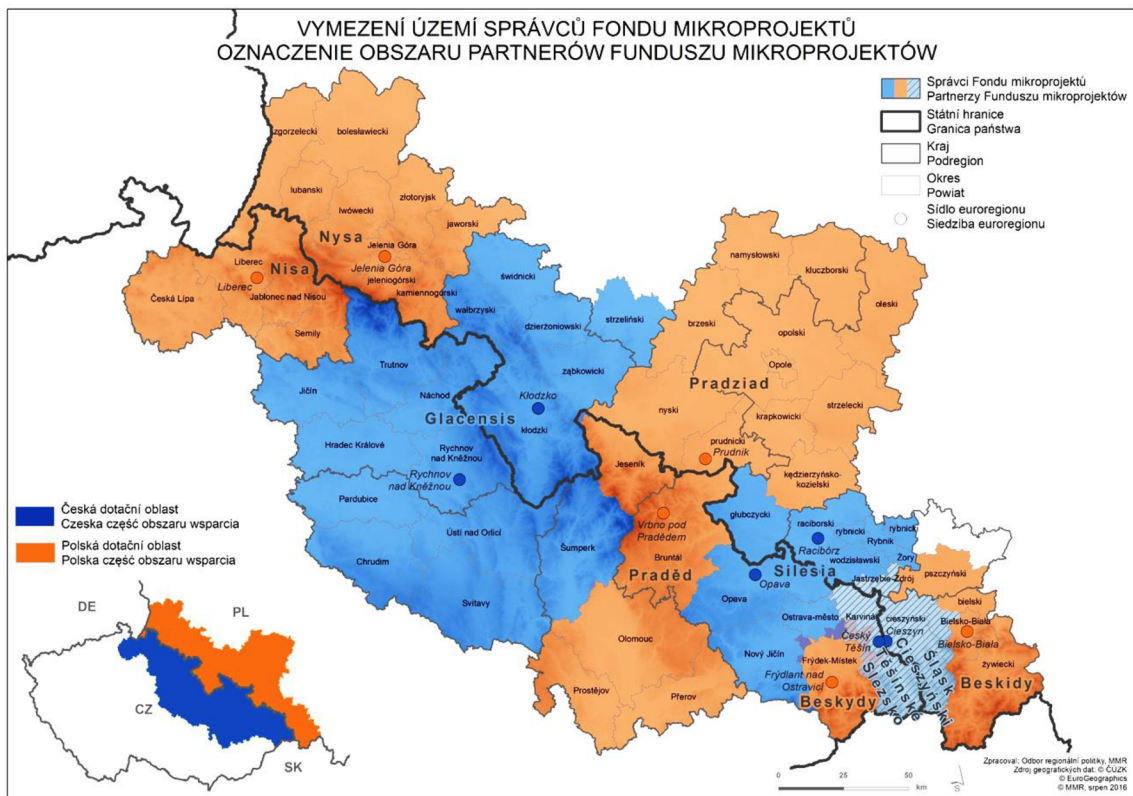 VYMEZENÍ ÚZEMÍ SPRÁVCŮ FONDU MIKROPROJEKTŮ
OZNACZENIE OBSZARU PARTNERÓW FUNDUSZU MIKROPROJEKTÓW
Správci Fondu mikroprojektů
Partnerzy Funduszu mikroprojektów
Státní hranice
Granica państwa
Kraj
Podregion
Okres
Powiat
Sídlo euroregionu
Siedziba euroregionu
zgorzelecki
bolesławiecki
lubanski
lwówecki
złotoryjsk
jaworski
Nysa
Jelenia Góra
Jelenia Góra
jeleniogórski
kamiennogórski
Liberec
Liberec
Nisa
Česká Lípa
Jablonec nad Nisou
Semily
świdnicki
wałbrzyski
dzierżoniowski
strzeliński
ząbkowicki
Trutnov
Jičín
Náchod
Glacensis
Kłodzko
kłodzki
Hradec Králové
Rychnov
nad Kněžnou
Rychnov
nad Kněžnou
Pardubice
Ústí nad Orlicí
Chrudim
Svitavy
Šumperk
namysłowski
kluczborski
oleski
brzeski
opolski
Opole
Pradziad
nyski
krapkowicki
strzelecki
prudnicki
Prudnik
kędzierzyńsko-
kozielski
Jeseník
Vrbno pod
Pradědem
Bruntál
Praděd
Olomouc
Prostějov
Přerov
głubczycki
raciborski
Racibórz
rybnicki
rybnicki
Rybnik
Żory
wodzisławski
Jastrzębie-Zdrój
Silesia
Opava
Opava
Ostrava-město
Karviná
Nový Jičín
Český
Těšín
cieszyński
Cieszyn
Frýdek-Místek
Frýdlant nad
Ostravicí
Beskydy
Těšínské
Slezsko
Śląsk
Cieszyński
pszczyński
bielski
Bielsko-Biała
Bielsko-Biała
żywiecki
Beskidy
Česká dotační oblast
Czeska część obszaru wsparcia
Polská dotační oblast
Polska część obszaru wsparcia
DE
PL
CZ
SK
0 25 50
km
S
Zpracoval: Odbor regionální politiky, MMR
Zdroj geografických dat: © ČÚZK
© EuroGeographics
© MMR, srpen 2016